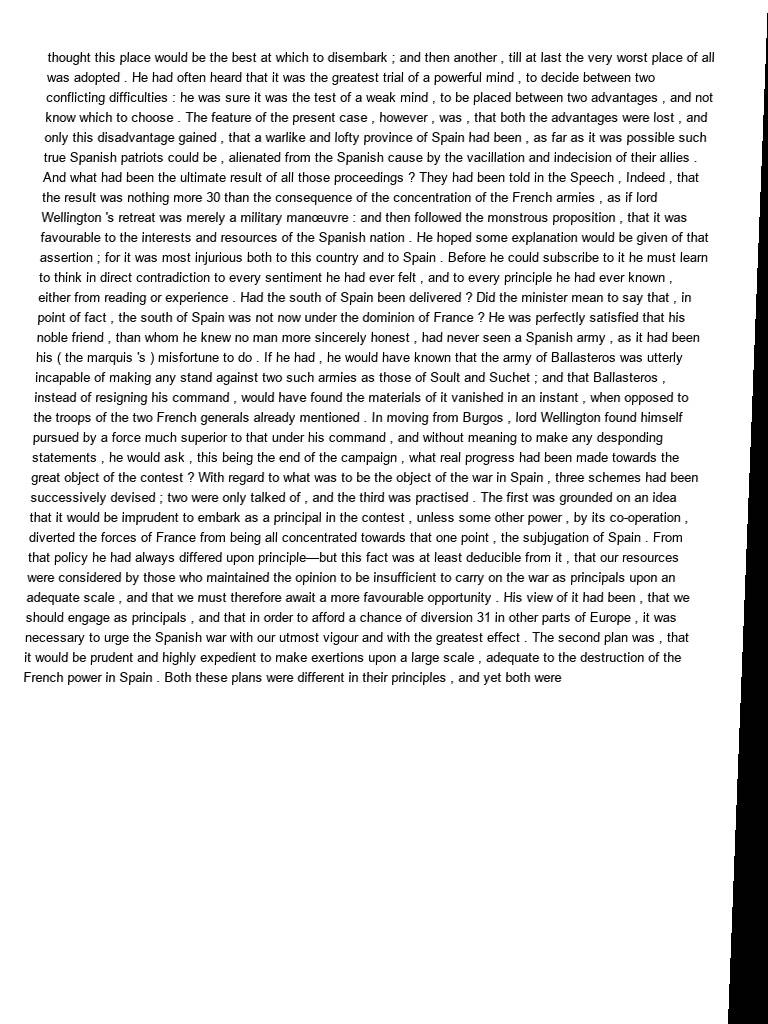 thought this place would be the best at which to disembark ; and then another , till at last the very worst place of all
was adopted . He had often heard that it was the greatest trial of a powerful mind , to decide between two
conflicting difficulties : he was sure it was the test of a weak mind , to be placed between two advantages , and not
know which to choose . The feature of the present case , however , was , that both the advantages were lost , and
only this disadvantage gained , that a warlike and lofty province of Spain had been , as far as it was possible such
true Spanish patriots could be , alienated from the Spanish cause by the vacillation and indecision of their allies .
And what had been the ultimate result of all those proceedings ? They had been told in the Speech , Indeed , that
the result was nothing more 30 than the consequence of the concentration of the French armies , as if lord
Wellington 's retreat was merely a military manœuvre : and then followed the monstrous proposition , that it was
favourable to the interests and resources of the Spanish nation . He hoped some explanation would be given of that
assertion ; for it was most injurious both to this country and to Spain . Before he could subscribe to it he must learn
to think in direct contradiction to every sentiment he had ever felt , and to every principle he had ever known ,
either from reading or experience . Had the south of Spain been delivered ? Did the minister mean to say that , in
point of fact , the south of Spain was not now under the dominion of France ? He was perfectly satisfied that his
noble friend , than whom he knew no man more sincerely honest , had never seen a Spanish army , as it had been
his ( the marquis 's ) misfortune to do . If he had , he would have known that the army of Ballasteros was utterly
incapable of making any stand against two such armies as those of Soult and Suchet ; and that Ballasteros ,
instead of resigning his command , would have found the materials of it vanished in an instant , when opposed to
the troops of the two French generals already mentioned . In moving from Burgos , lord Wellington found himself
pursued by a force much superior to that under his command , and without meaning to make any desponding
statements , he would ask , this being the end of the campaign , what real progress had been made towards the
great object of the contest ? With regard to what was to be the object of the war in Spain , three schemes had been
successively devised ; two were only talked of , and the third was practised . The first was grounded on an idea
that it would be imprudent to embark as a principal in the contest , unless some other power , by its co-operation ,
diverted the forces of France from being all concentrated towards that one point , the subjugation of Spain . From
that policy he had always differed upon principle—but this fact was at least deducible from it , that our resources
were considered by those who maintained the opinion to be insufficient to carry on the war as principals upon an
adequate scale , and that we must therefore await a more favourable opportunity . His view of it had been , that we
should engage as principals , and that in order to afford a chance of diversion 31 in other parts of Europe , it was
necessary to urge the Spanish war with our utmost vigour and with the greatest effect . The second plan was , that
it would be prudent and highly expedient to make exertions upon a large scale , adequate to the destruction of the
French power in Spain . Both these plans were different in their principles , and yet both were